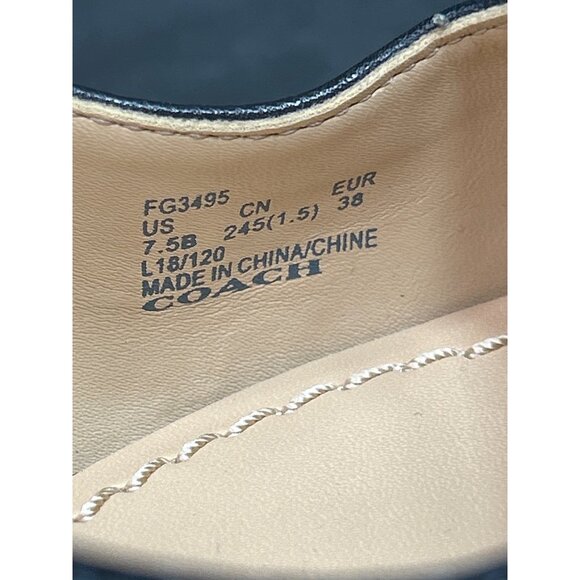 FG3495
US CN EUR
7.5B 245(1.5) 38
L18/120
MADE IN CHINA/CHINE
COACH